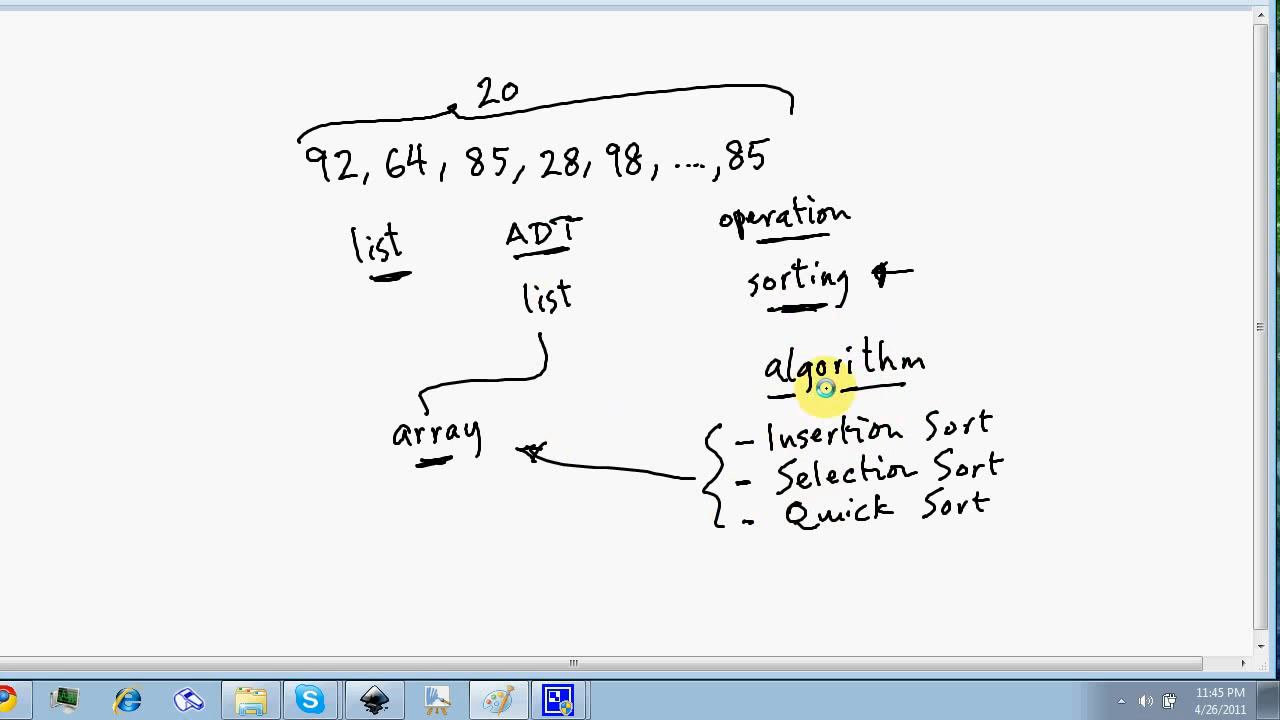 20
92, 64, 85, 28, 98, ...., 85
list ADT operation
list sorting
algorithm
array
- Insertion Sort
- Selection Sort
- Quick Sort
11:45 PM
4/26/2011